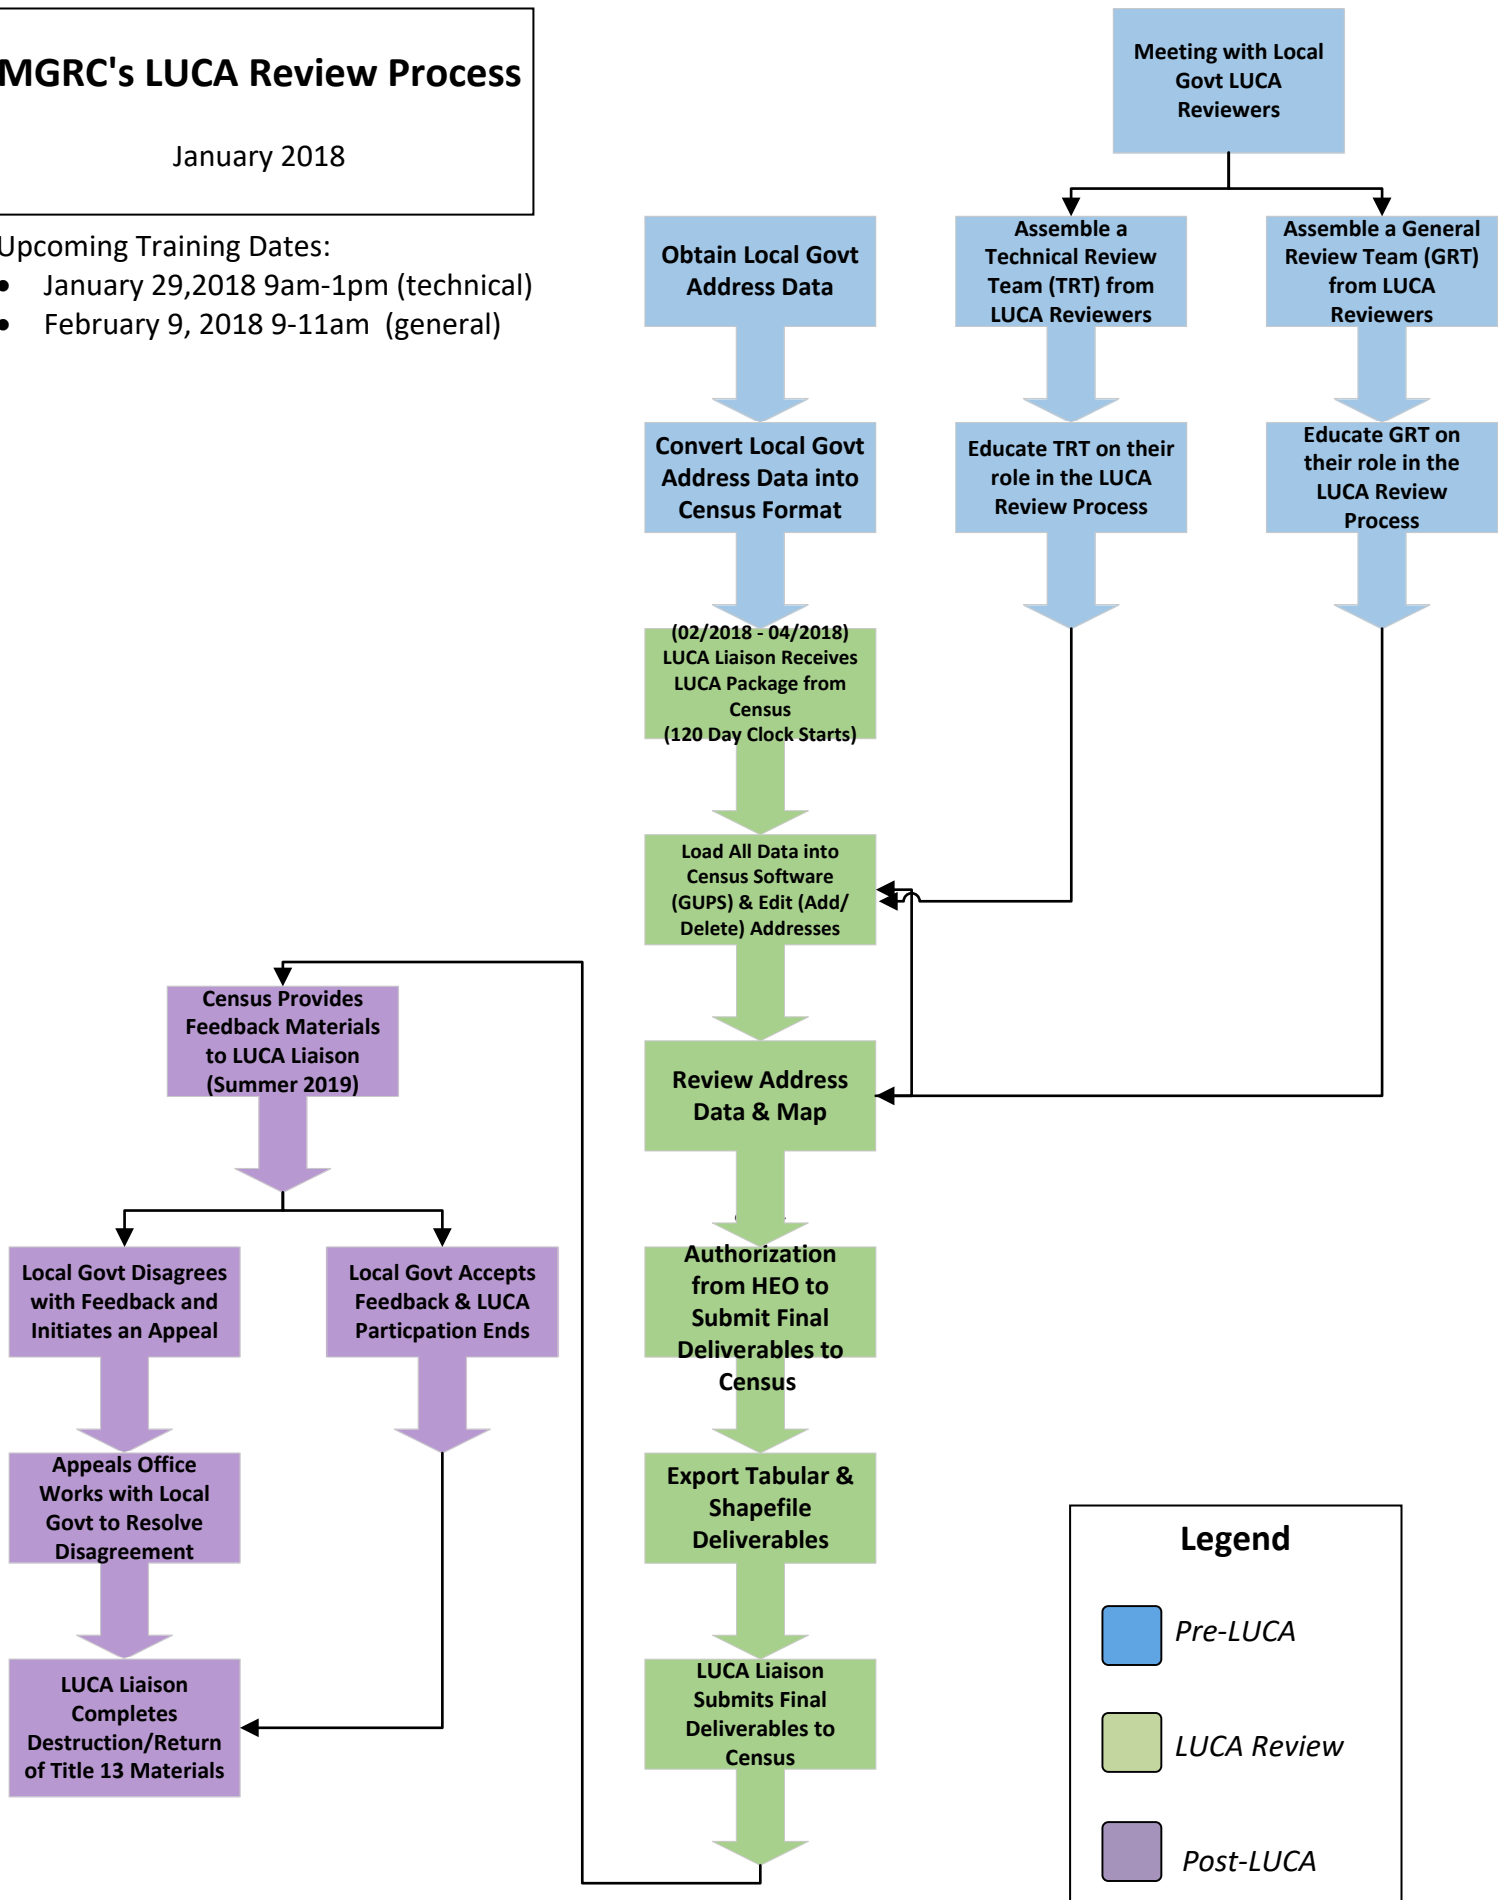 MGRC's LUCA Review Process
January 2018
Upcoming Training Dates:
• January 29,2018 9am-1pm (technical)
• February 9, 2018 9-11am (general)
Meeting with Local
Govt LUCA
Reviewers
Obtain Local Govt
Address Data
Assemble a
Technical Review
Team (TRT) from
LUCA Reviewers
Assemble a General
Review Team (GRT)
from LUCA
Reviewers
Convert Local Govt
Address Data into
Census Format
Educate TRT on their
role in the LUCA
Review Process
Educate GRT on
their role in the
LUCA Review
Process
(02/2018 - 04/2018)
LUCA Liaison Receives
LUCA Package from
Census
(120 Day Clock Starts)
Load All Data into
Census Software
(GUPS) & Edit (Add/
Delete) Addresses
Review Address
Data & Map
Authorization
from HEO to
Submit Final
Deliverables to
Census
Export Tabular &
Shapefile
Deliverables
LUCA Liaison
Submits Final
Deliverables to
Census
Census Provides
Feedback Materials
to LUCA Liaison
(Summer 2019)
Local Govt Disagrees
with Feedback and
Initiates an Appeal
Local Govt Accepts
Feedback & LUCA
Particpation Ends
Appeals Office
Works with Local
Govt to Resolve
Disagreement
LUCA Liaison
Completes
Destruction/Return
of Title 13 Materials
Legend
Pre-LUCA
LUCA Review
Post-LUCA